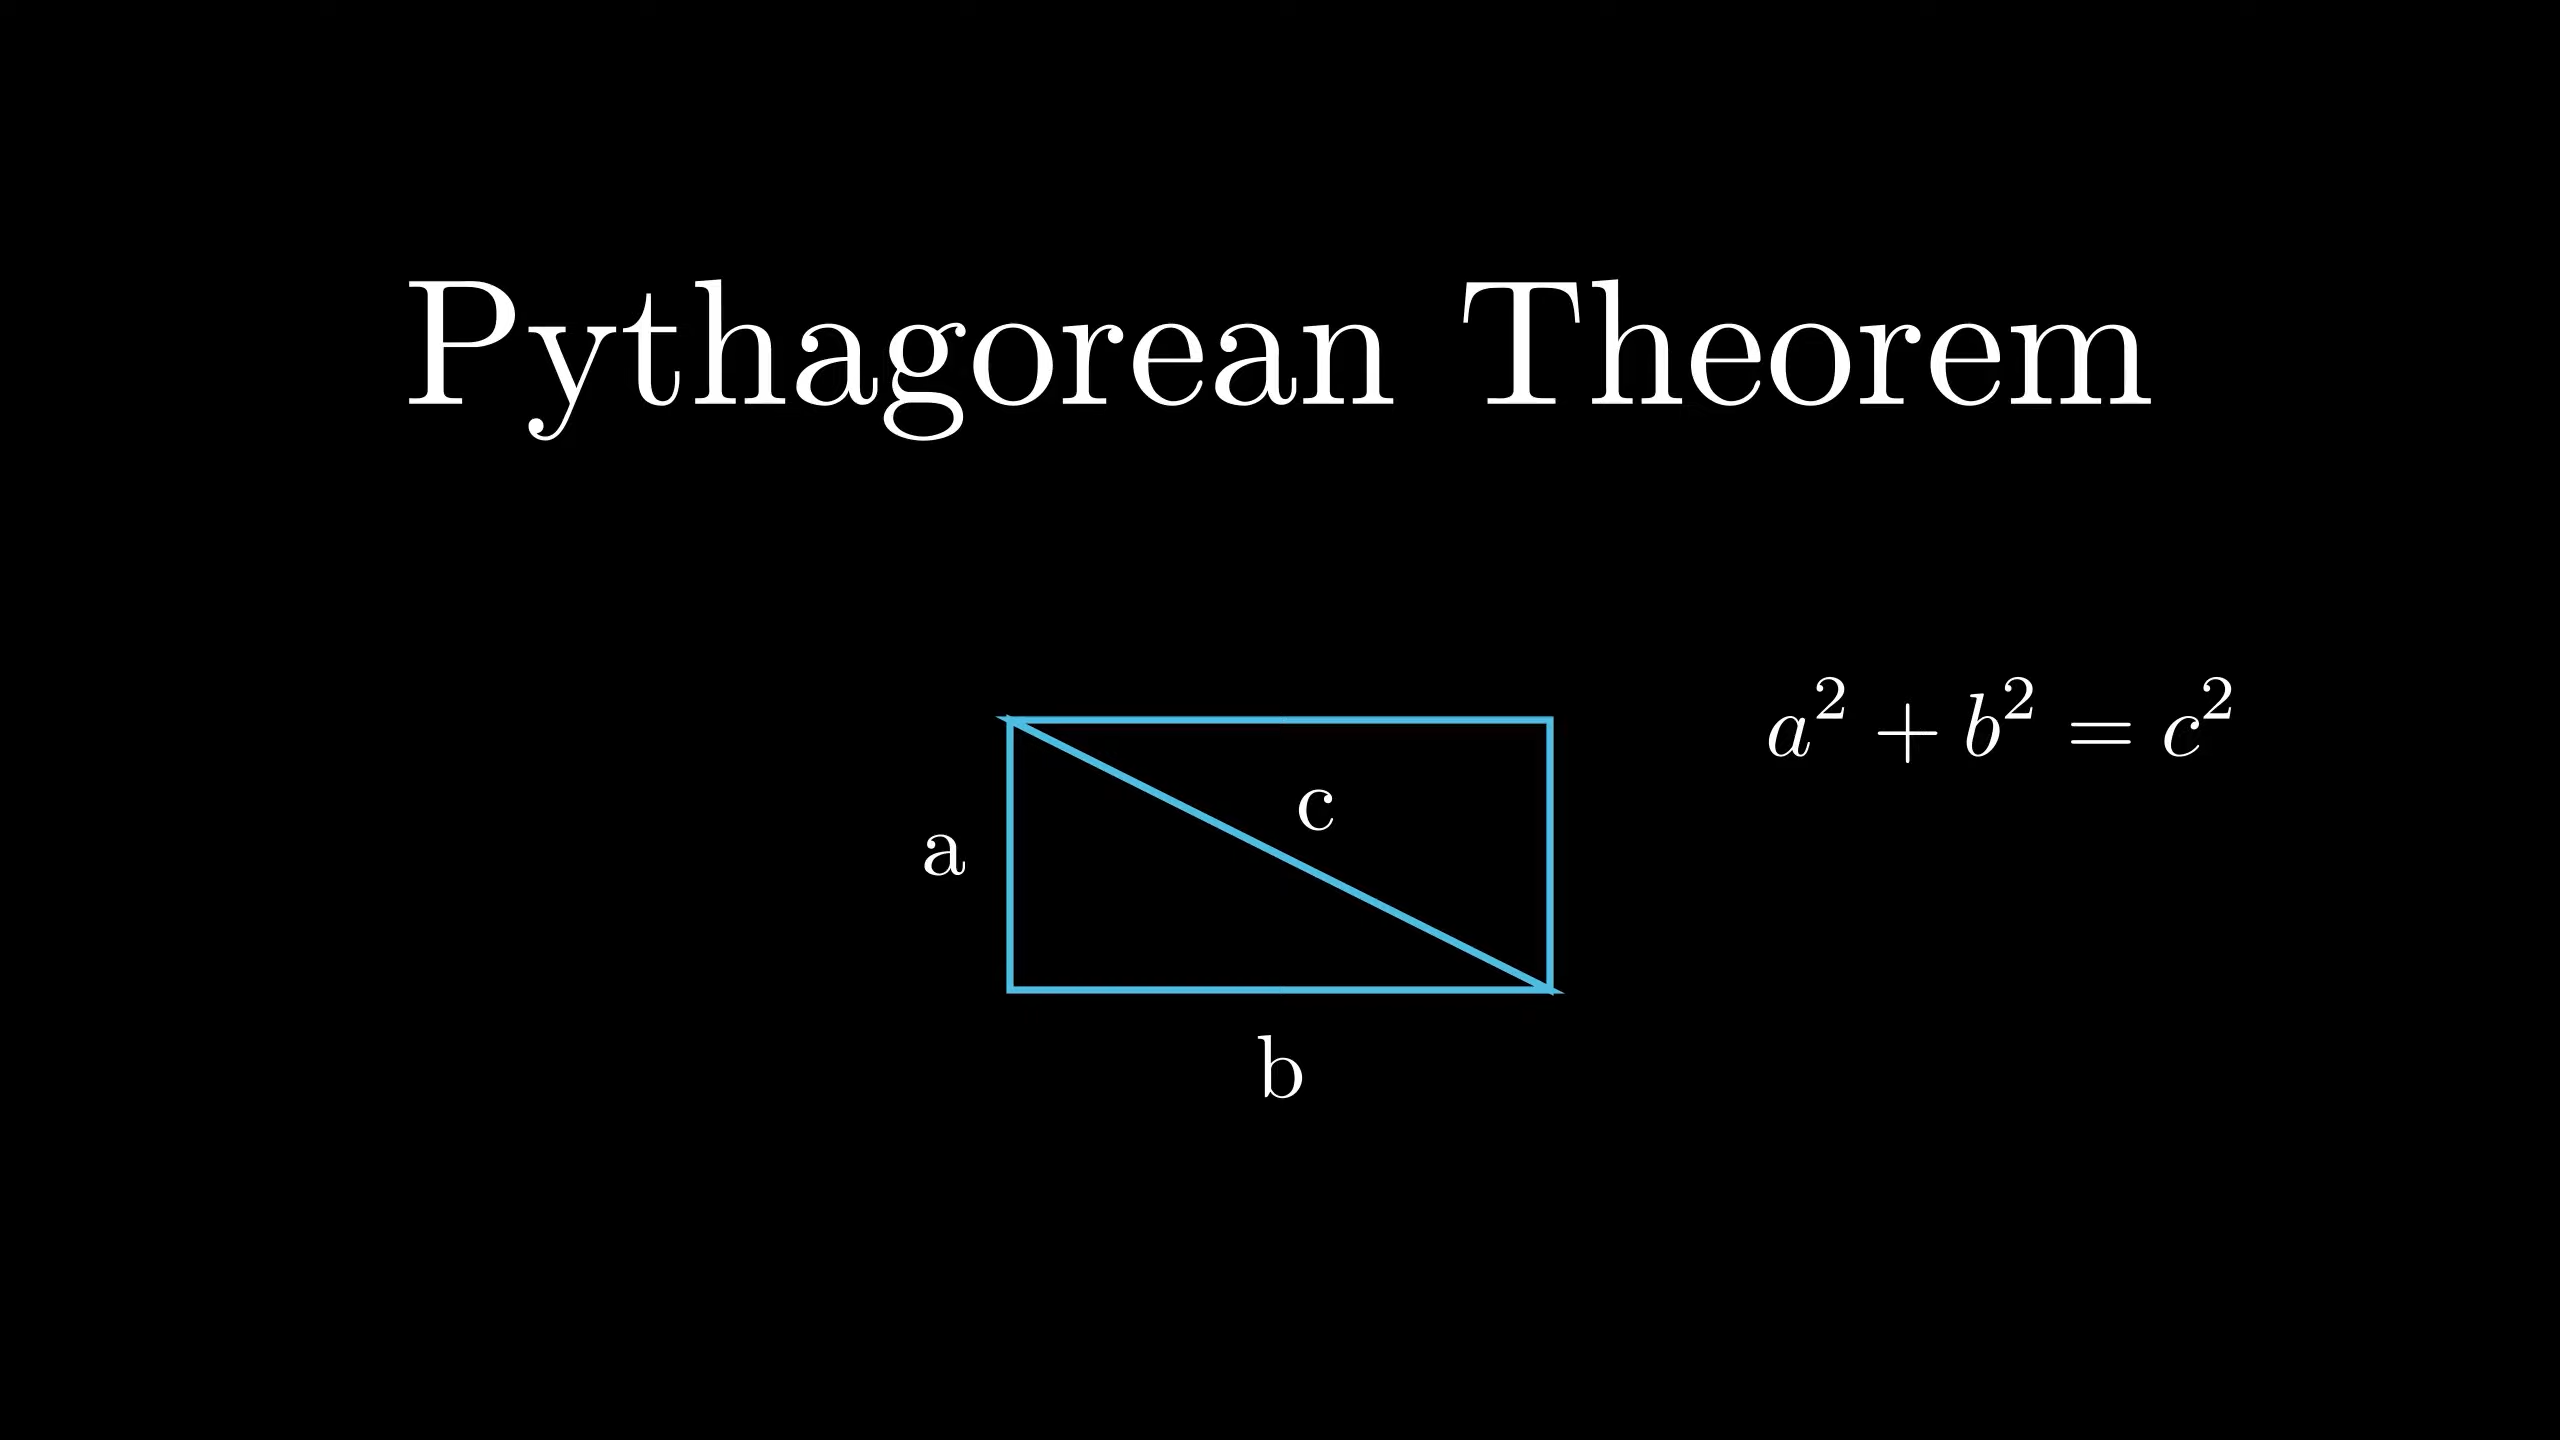 Pythagorean Theorem
a² + b² = c²
c
a
b